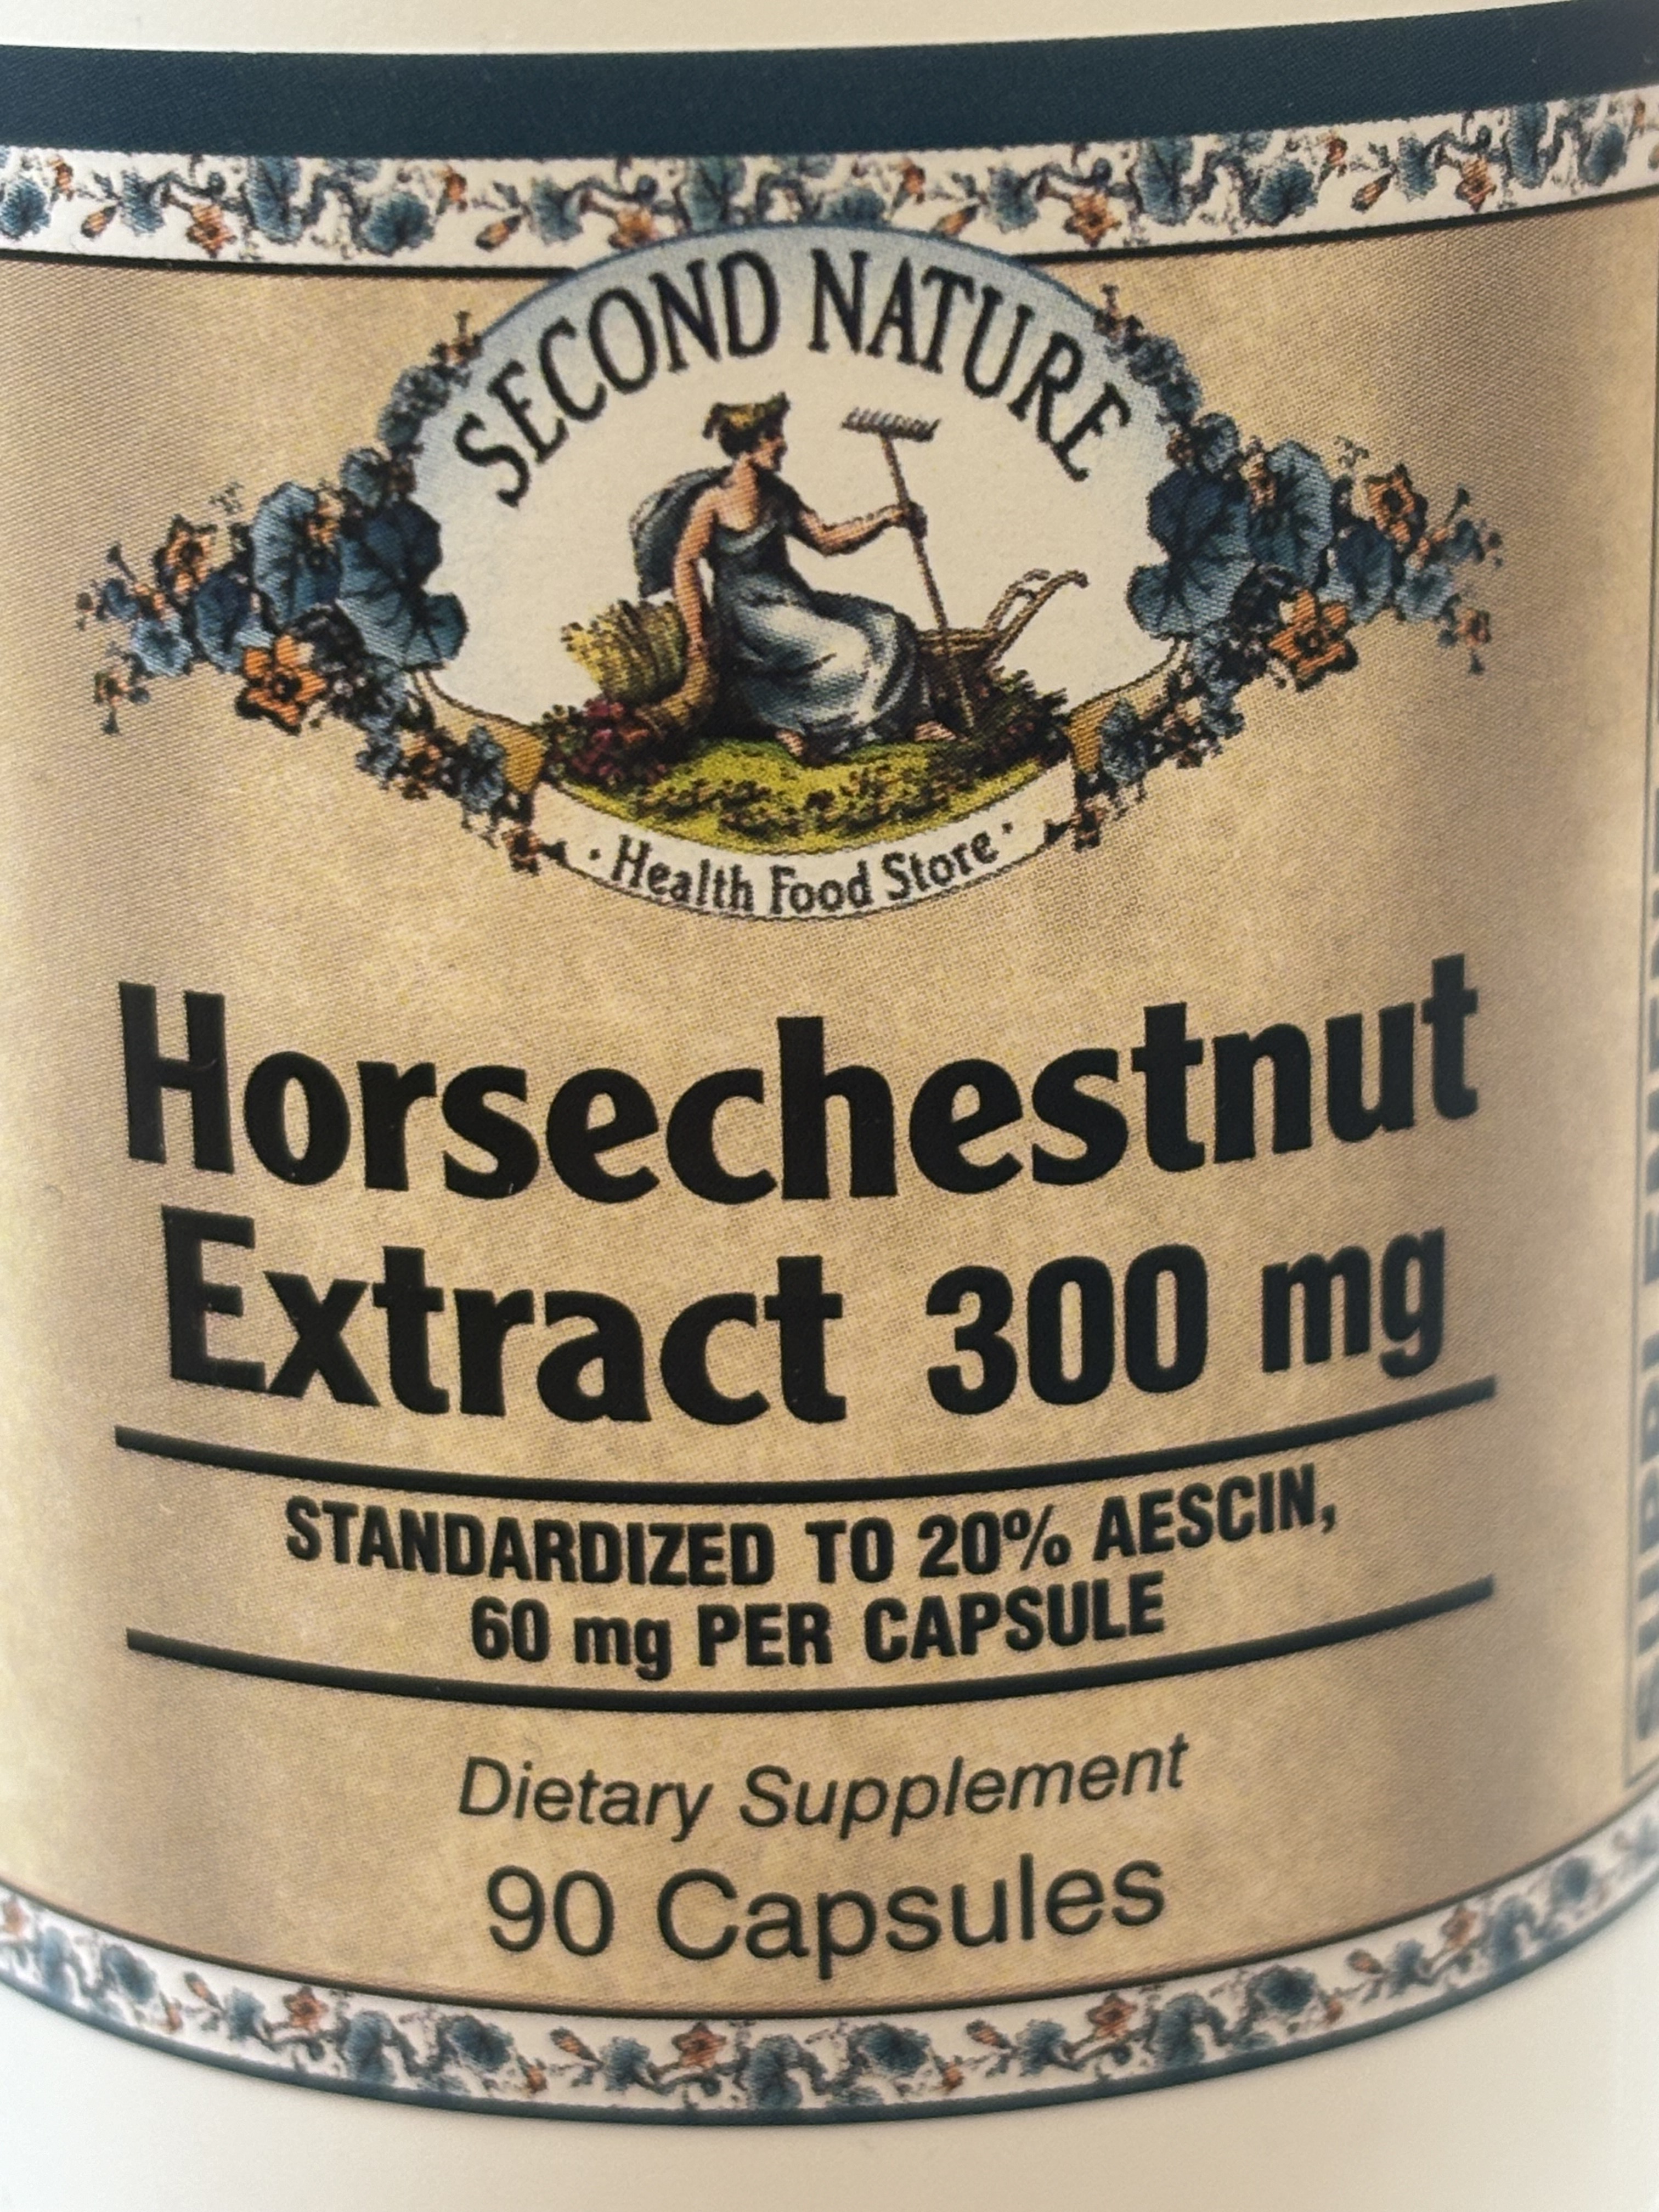 SECOND NATURE
· Health Food Store ·
Horsechestnut
Extract 300 mg
STANDARDIZED TO 20% AESCIN,
60 mg PER CAPSULE
Dietary Supplement
90 Capsules